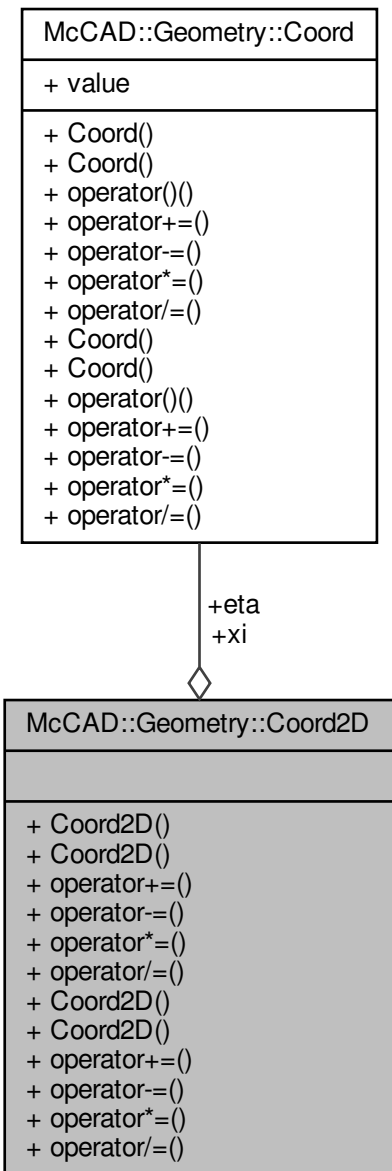 McCAD::Geometry::Coord
+ value
+ Coord()
+ Coord()
+ operator()()
+ operator+=()
+ operator-=()
+ operator*=()
+ operator/=()
+ Coord()
+ Coord()
+ operator()()
+ operator+=()
+ operator-=()
+ operator*=()
+ operator/=()
+eta
+xi
McCAD::Geometry::Coord2D
+ Coord2D()
+ Coord2D()
+ operator+=()
+ operator-=()
+ operator*=()
+ operator/=()
+ Coord2D()
+ Coord2D()
+ operator+=()
+ operator-=()
+ operator*=()
+ operator/=()